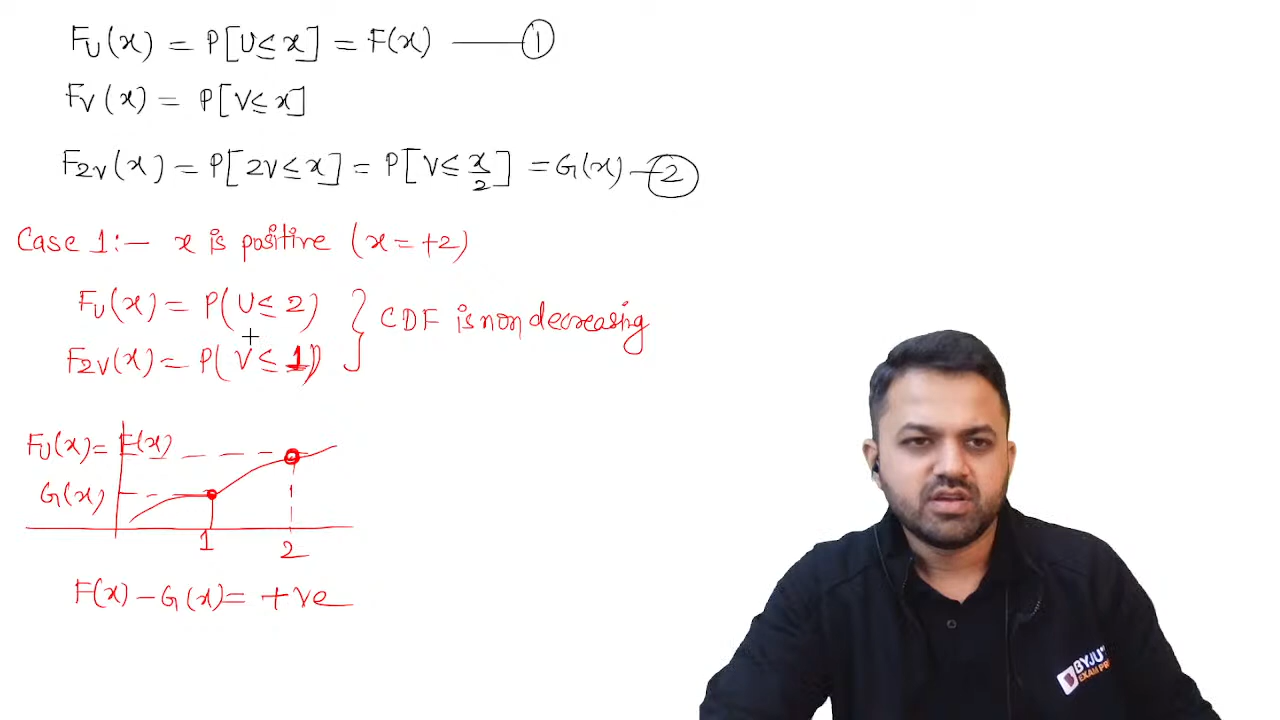 F_U(x) = P[U ≤ x] = F(x) —— ①
F_V(x) = P[V ≤ x]
F_2V(x) = P[2V ≤ x] = P[V ≤ x/2] = G(x) — ②
Case 1:- x is positive (x = +2)
F_U(x) = P(U ≤ 2)
F_2V(x) = P(V ≤ 1)
} CDF is non decreasing
F_U(x) = F(x)
G(x)
1
2
F(x) - G(x) = +ve
BYJU'
EXAM PR